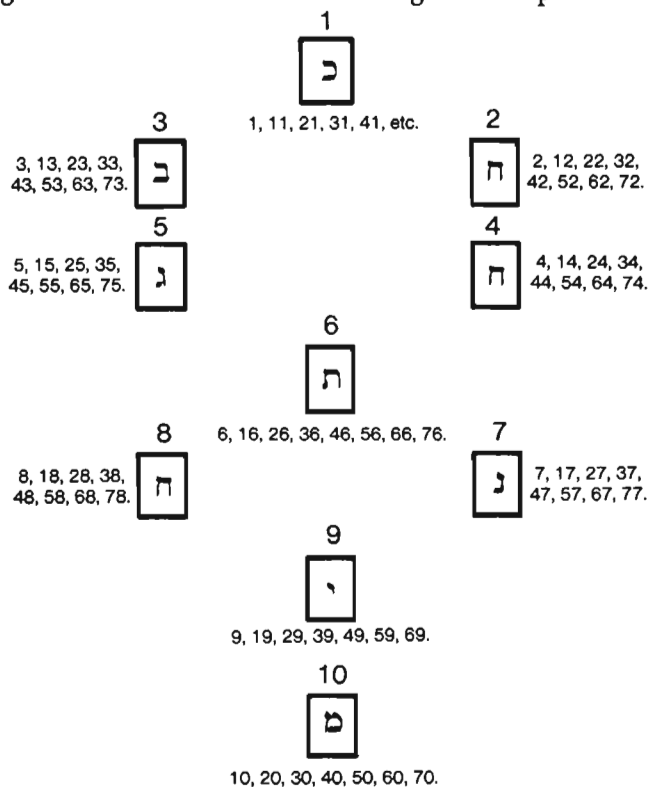 1
כ
1, 11, 21, 31, 41, etc.
3
3, 13, 23, 33,
43, 53, 63, 73.
ב
2
ח
2, 12, 22, 32,
42, 52, 62, 72.
5
5, 15, 25, 35,
45, 55, 65, 75.
ג
4
ח
4, 14, 24, 34,
44, 54, 64, 74.
6
ת
6, 16, 26, 36, 46, 56, 66, 76.
8
8, 18, 28, 38,
48, 58, 68, 78.
ח
7
נ
7, 17, 27, 37,
47, 57, 67, 77.
9
י
9, 19, 29, 39, 49, 59, 69.
10
מ
10, 20, 30, 40, 50, 60, 70.